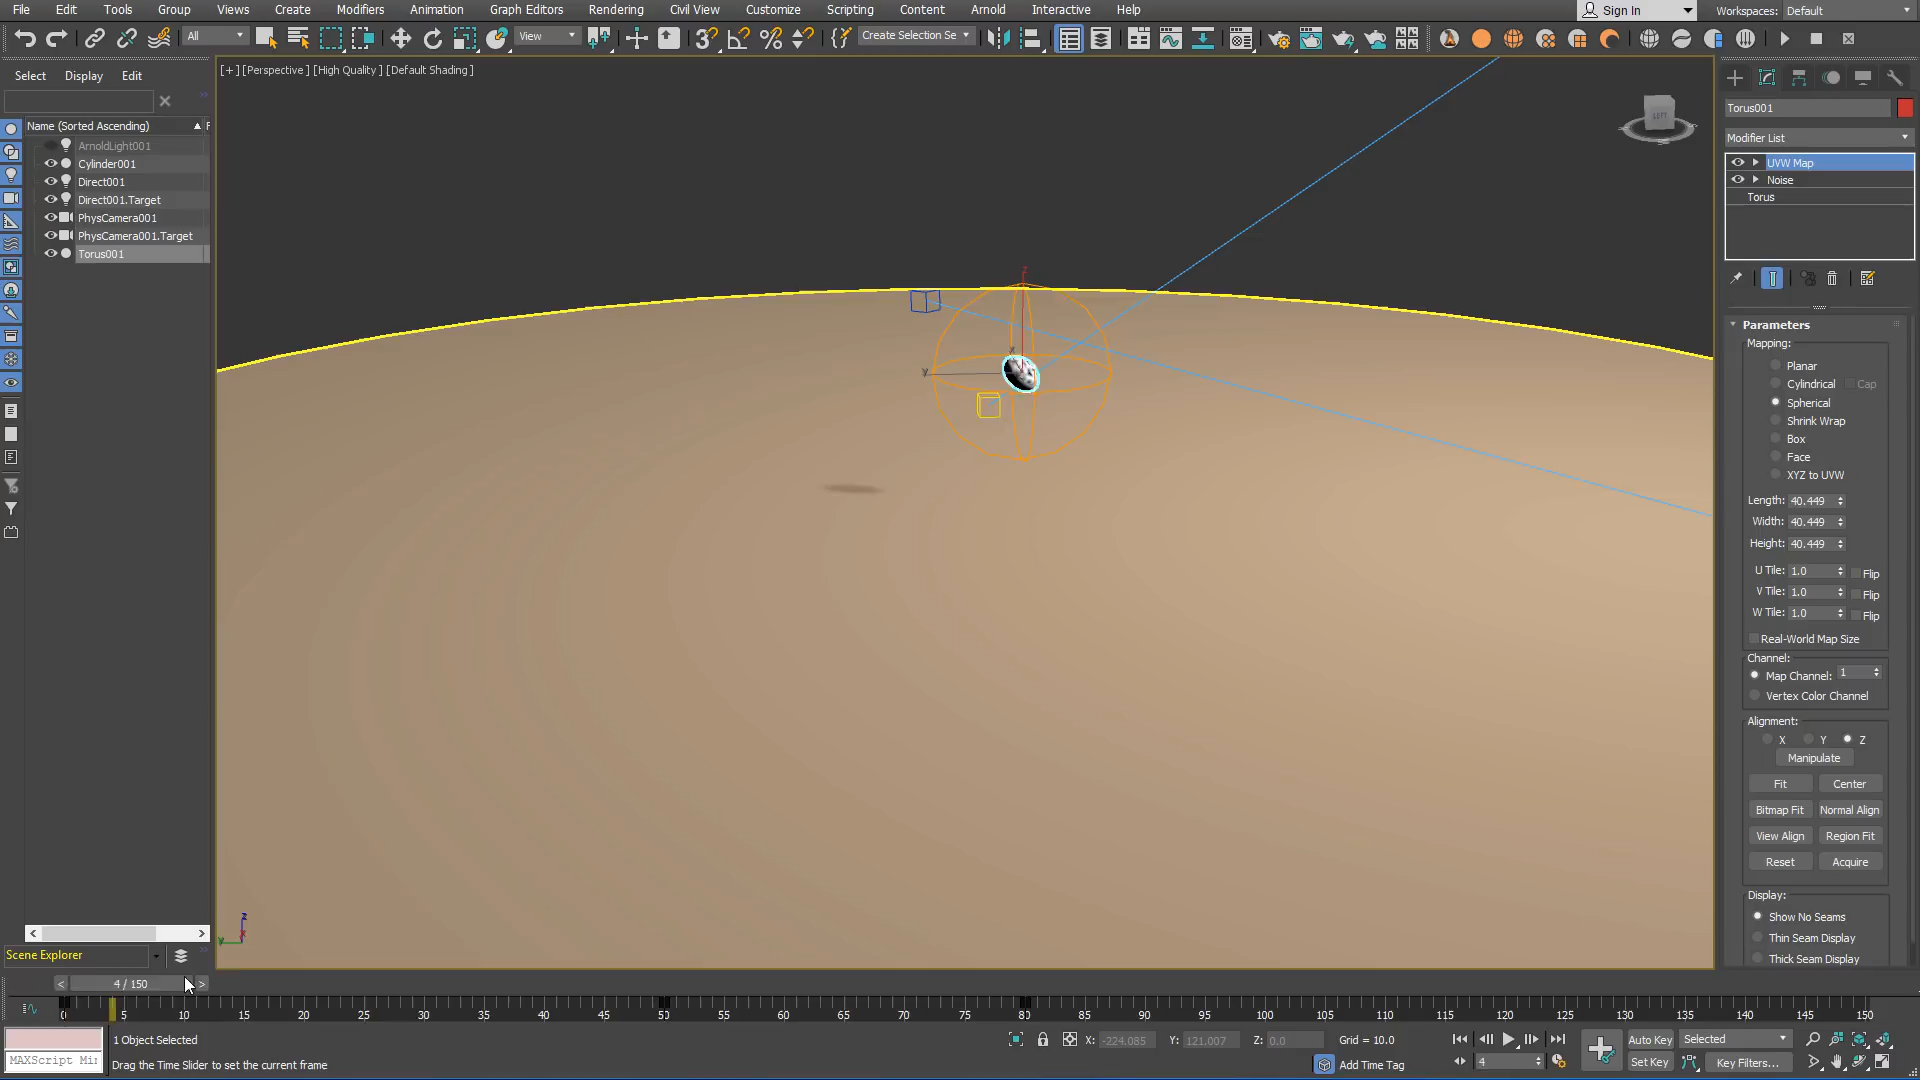 File Edit Tools Group Views Create Modifiers Animation Graph Editors Rendering Civil View Customize Scripting Content Arnold Interactive Help Sign In Workspaces: Default
All View Create Selection Se
Select Display Edit
[+] [Perspective ] [High Quality ] [Default Shading ]
Name (Sorted Ascending)
ArnoldLight001
Cylinder001
Direct001
Direct001.Target
PhysCamera001
PhysCamera001.Target
Torus001
z
x
y
LEFT
z
x
y
Torus001
Modifier List
UVW Map
Noise
Torus
Parameters
Mapping:
Planar
Cylindrical Cap
Spherical
Shrink Wrap
Box
Face
XYZ to UVW
Length: 40.449
Width: 40.449
Height: 40.449
U Tile: 1.0 Flip
V Tile: 1.0 Flip
W Tile: 1.0 Flip
Real-World Map Size
Channel:
Map Channel: 1
Vertex Color Channel
Alignment:
X Y Z
Manipulate
Fit Center
Bitmap Fit Normal Align
View Align Region Fit
Reset Acquire
Display:
Show No Seams
Thin Seam Display
Thick Seam Display
Scene Explorer
< 4 / 150 >
0 5 10 15 20 25 30 35 40 45 50 55 60 65 70 75 80 85 90 95 100 105 110 115 120 125 130 135 140 145 150
1 Object Selected X: -224.085 Y: 121.007 Z: 0.0 Grid = 10.0 Auto Key Selected
MAXScript Mi
Drag the Time Slider to set the current frame Add Time Tag 4 Set Key Key Filters...